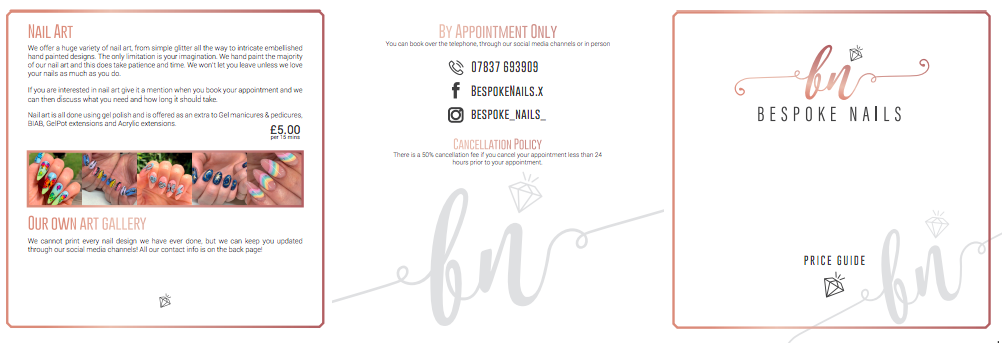 Nail Art
We offer a huge variety of nail art, from simple glitter all the way to intricate embellished
hand painted designs. The only limitation is your imagination. We hand paint the majority
of our nail art and this does take patience and time. We won't let you leave unless we love
your nails as much as you do.
If you are interested in nail art give it a mention when you book your appointment and we
can then discuss what you need and how long it should take.
Nail art is all done using gel polish and is offered as an extra to Gel manicures & pedicures,
BIAB, GelPot extensions and Acrylic extensions.
£5.00
per 15 mins
Our own art gallery
We cannot print every nail design we have ever done, but we can keep you updated
through our social media channels! All our contact info is on the back page!
By Appointment Only
You can book over the telephone, through our social media channels or in person
07837 693909
BespokeNails.x
bespoke_nails_
Cancellation Policy
There is a 50% cancellation fee if you cancel your appointment less than 24
hours prior to your appointment.
bn
bn
BESPOKE NAILS
PRICE GUIDE
bn